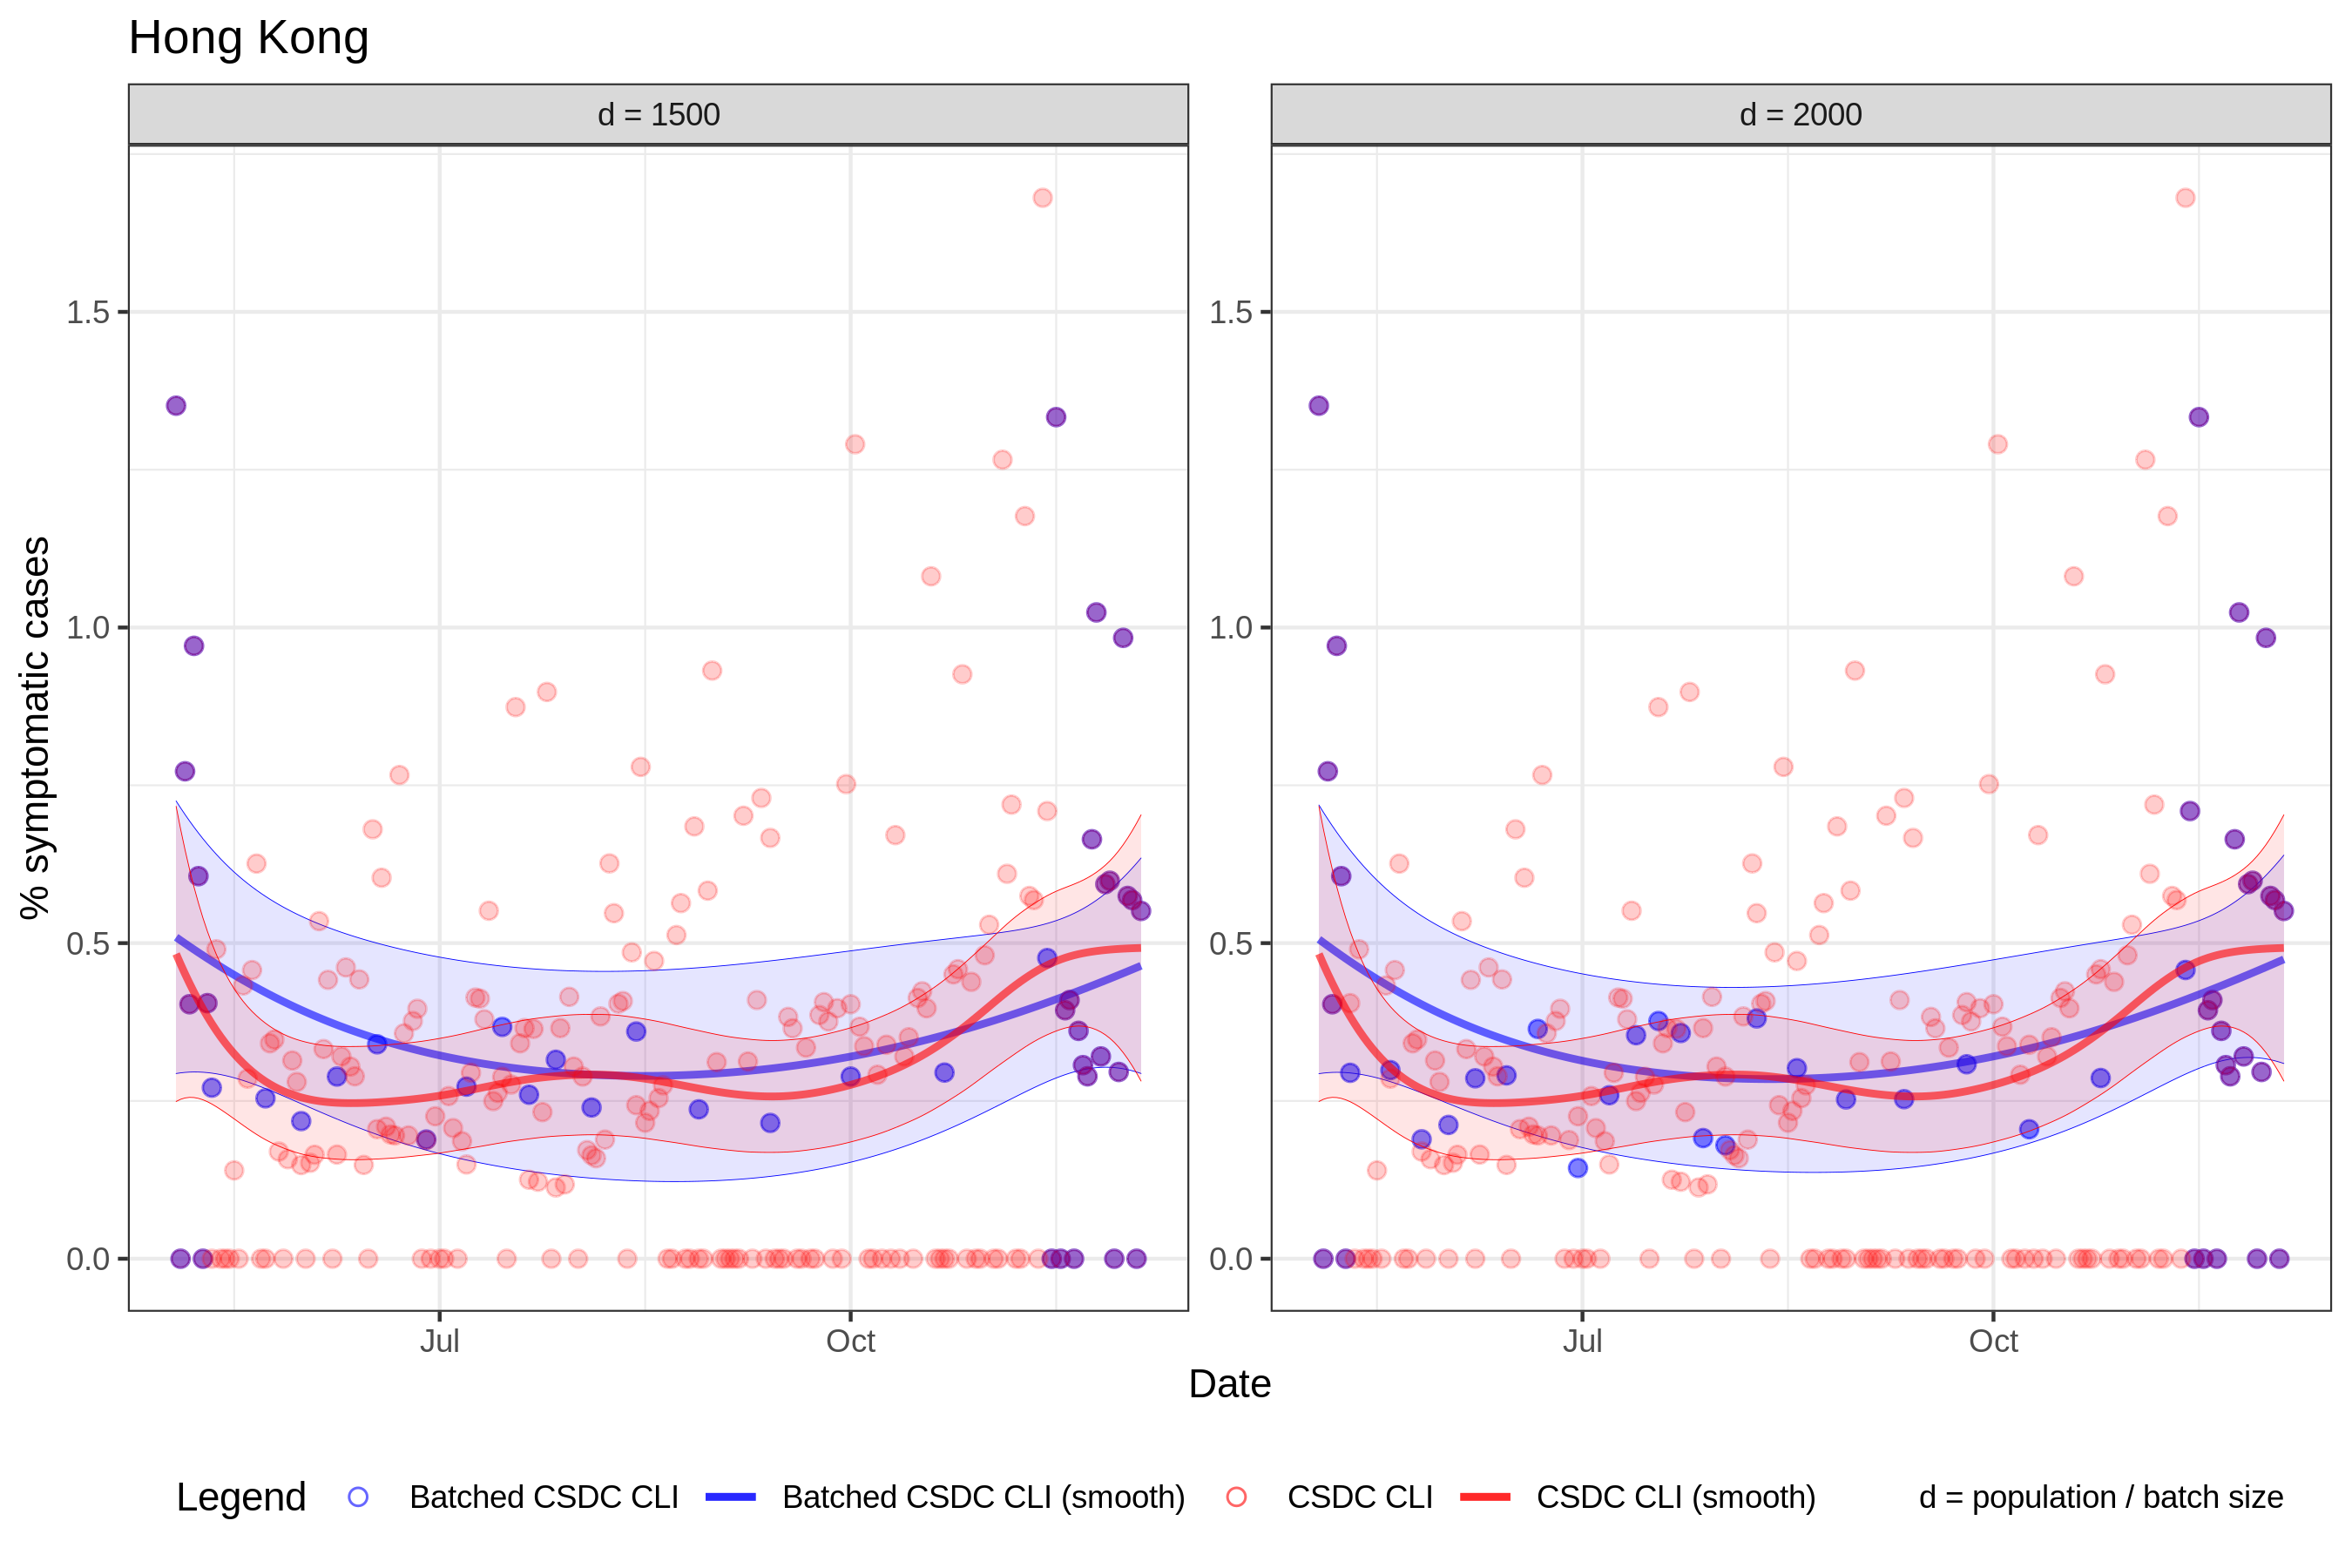 Hong Kong
d = 1500
d = 2000
% symptomatic cases
1.5
1.0
0.5
0.0
1.5
1.0
0.5
0.0
Jul
Oct
Jul
Oct
Date
Legend
Batched CSDC CLI
Batched CSDC CLI (smooth)
CSDC CLI
CSDC CLI (smooth)
d = population / batch size